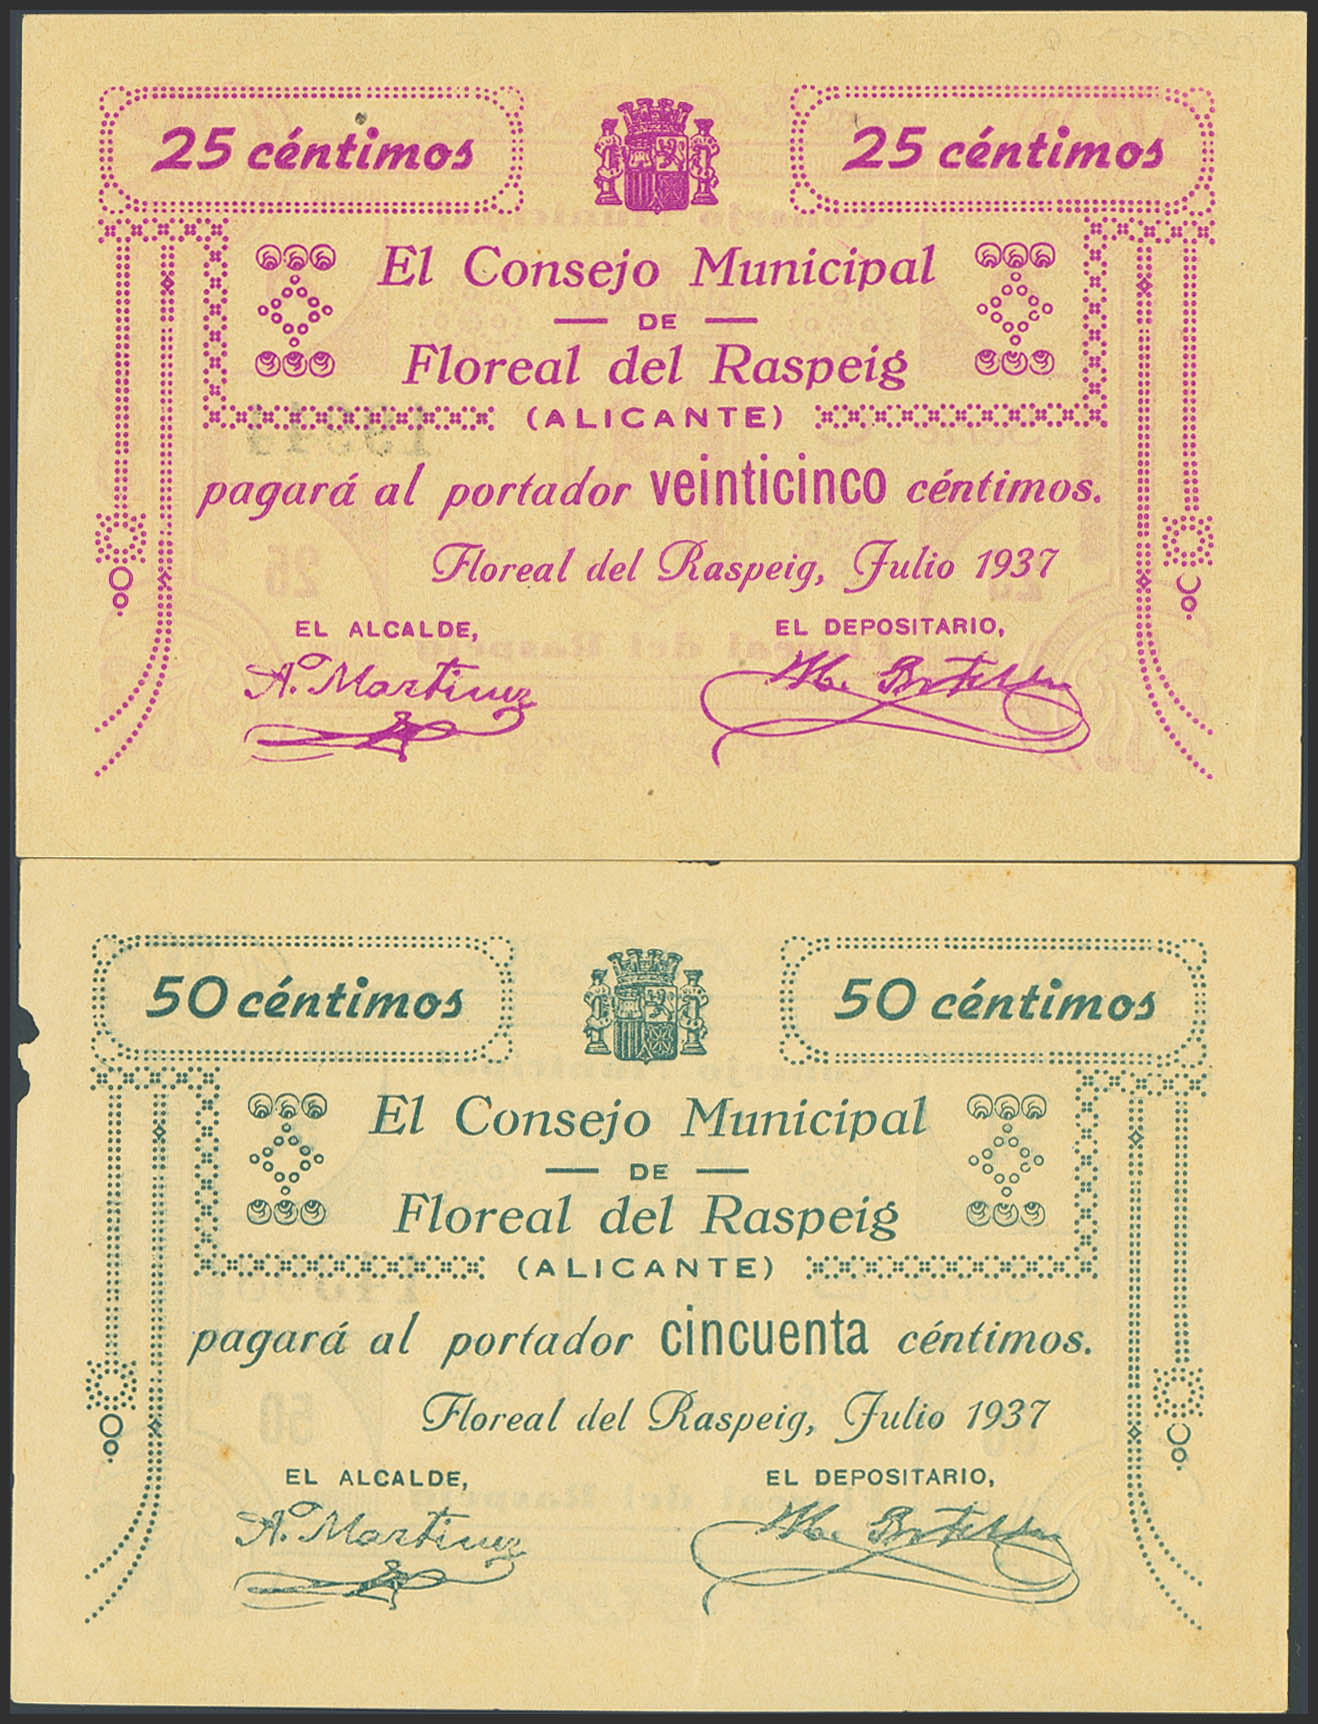 25 céntimos 25 céntimos
El Consejo Municipal
DE
Floreal del Raspeig
(ALICANTE)
pagará al portador veinticinco céntimos.
Floreal del Raspeig, Julio 1937
EL ALCALDE, EL DEPOSITARIO,
A. Martinez
50 céntimos 50 céntimos
El Consejo Municipal
DE
Floreal del Raspeig
(ALICANTE)
pagará al portador cincuenta céntimos.
Floreal del Raspeig, Julio 1937
EL ALCALDE, EL DEPOSITARIO,
A. Martinez